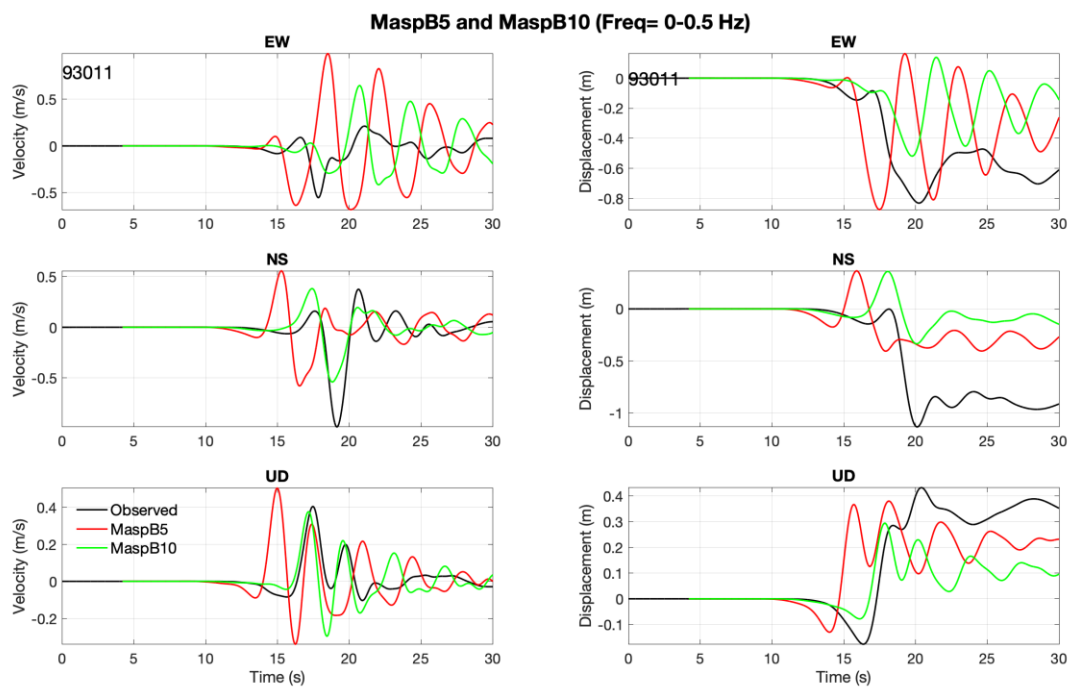 MaspB5 and MaspB10 (Freq= 0-0.5 Hz)
EW
93011
Velocity (m/s)
0.5
0
-0.5
0 5 10 15 20 25 30
EW
93011
Displacement (m)
0
-0.2
-0.4
-0.6
-0.8
0 5 10 15 20 25 30
NS
Velocity (m/s)
0.5
0
-0.5
0 5 10 15 20 25 30
NS
Displacement (m)
0
-0.5
-1
0 5 10 15 20 25 30
UD
Observed
MaspB5
MaspB10
Velocity (m/s)
0.4
0.2
0
-0.2
0 5 10 15 20 25 30
Time (s)
UD
Displacement (m)
0.4
0.3
0.2
0.1
0
-0.1
0 5 10 15 20 25 30
Time (s)